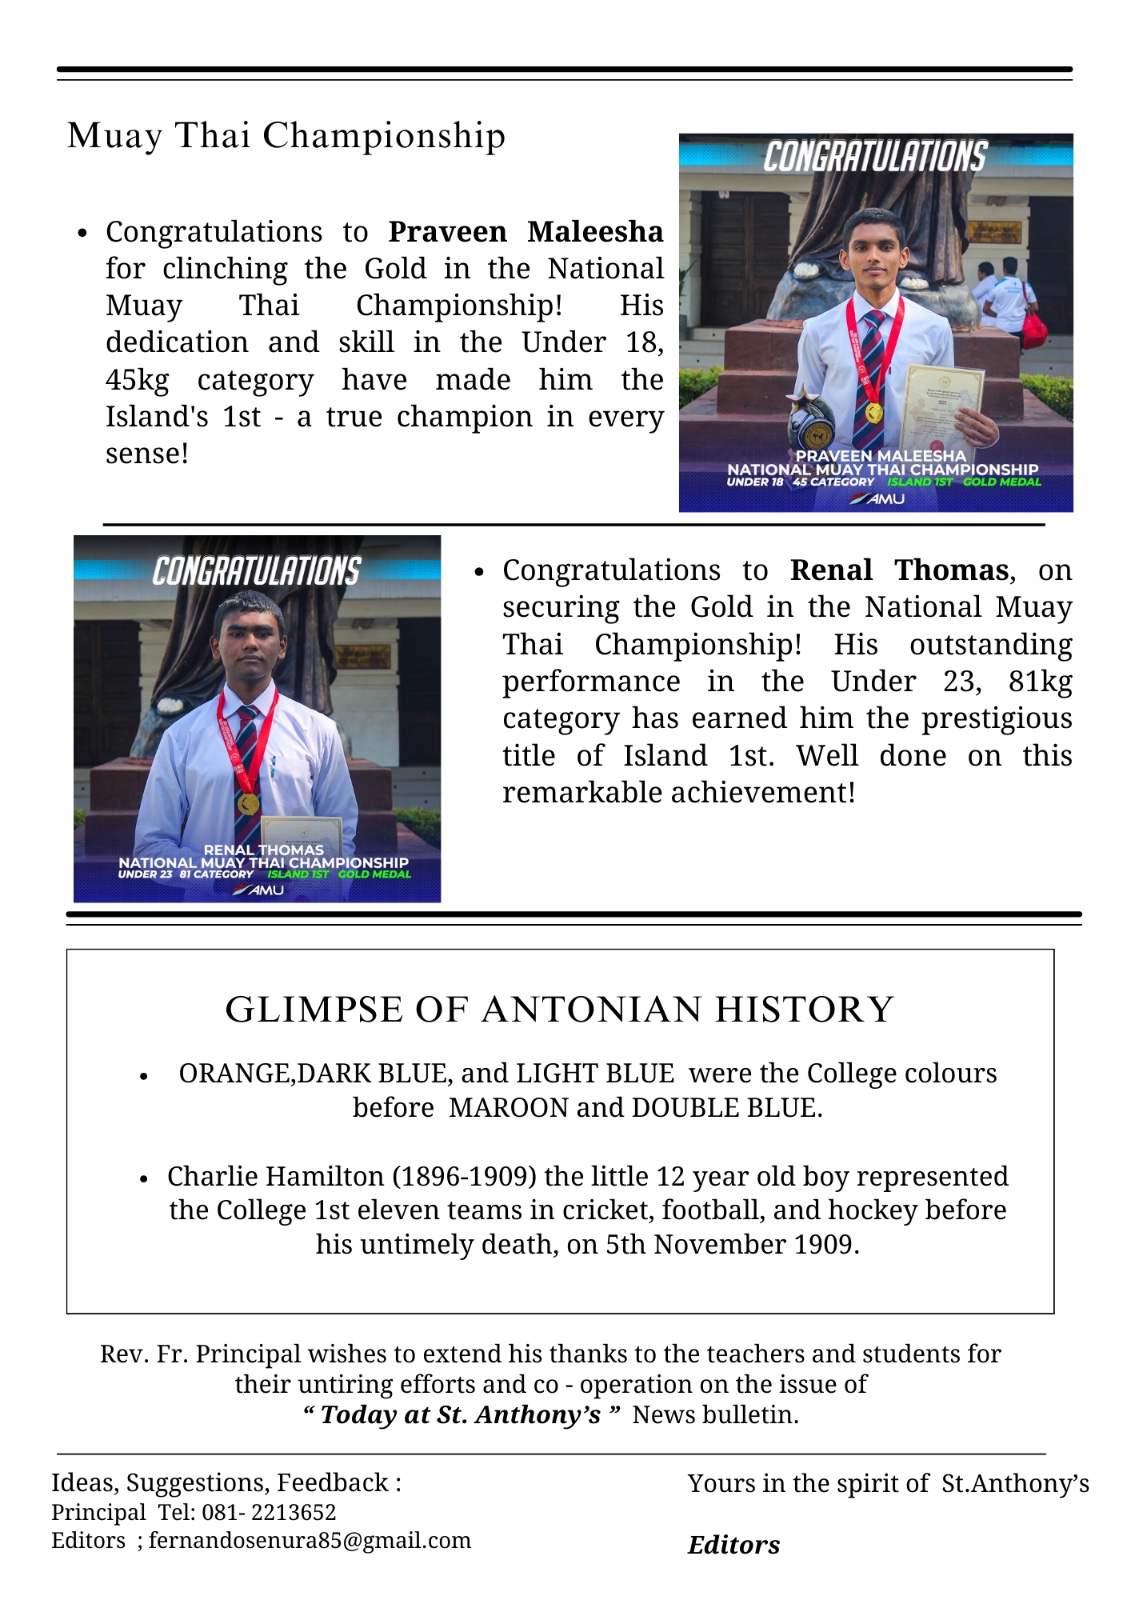 Muay Thai Championship
CONGRATULATIONS
• Congratulations to Praveen Maleesha
for clinching the Gold in the National
Muay Thai Championship! His
dedication and skill in the Under 18,
45kg category have made him the
Island's 1st - a true champion in every
sense!
PRAVEEN MALEESHA
NATIONAL MUAY THAI CHAMPIONSHIP
UNDER 18 45 CATEGORY ISLAND 1ST GOLD MEDAL
AMU
CONGRATULATIONS
RENAL THOMAS
NATIONAL MUAY THAI CHAMPIONSHIP
UNDER 23 81 CATEGORY ISLAND 1ST GOLD MEDAL
AMU
• Congratulations to Renal Thomas, on
securing the Gold in the National Muay
Thai Championship! His outstanding
performance in the Under 23, 81kg
category has earned him the prestigious
title of Island 1st. Well done on this
remarkable achievement!
GLIMPSE OF ANTONIAN HISTORY
• ORANGE,DARK BLUE, and LIGHT BLUE were the College colours
before MAROON and DOUBLE BLUE.
• Charlie Hamilton (1896-1909) the little 12 year old boy represented
the College 1st eleven teams in cricket, football, and hockey before
his untimely death, on 5th November 1909.
Rev. Fr. Principal wishes to extend his thanks to the teachers and students for
their untiring efforts and co - operation on the issue of
“ Today at St. Anthony’s ” News bulletin.
Ideas, Suggestions, Feedback :
Principal Tel: 081- 2213652
Editors ; fernandosenura85@gmail.com
Yours in the spirit of St.Anthony’s
Editors